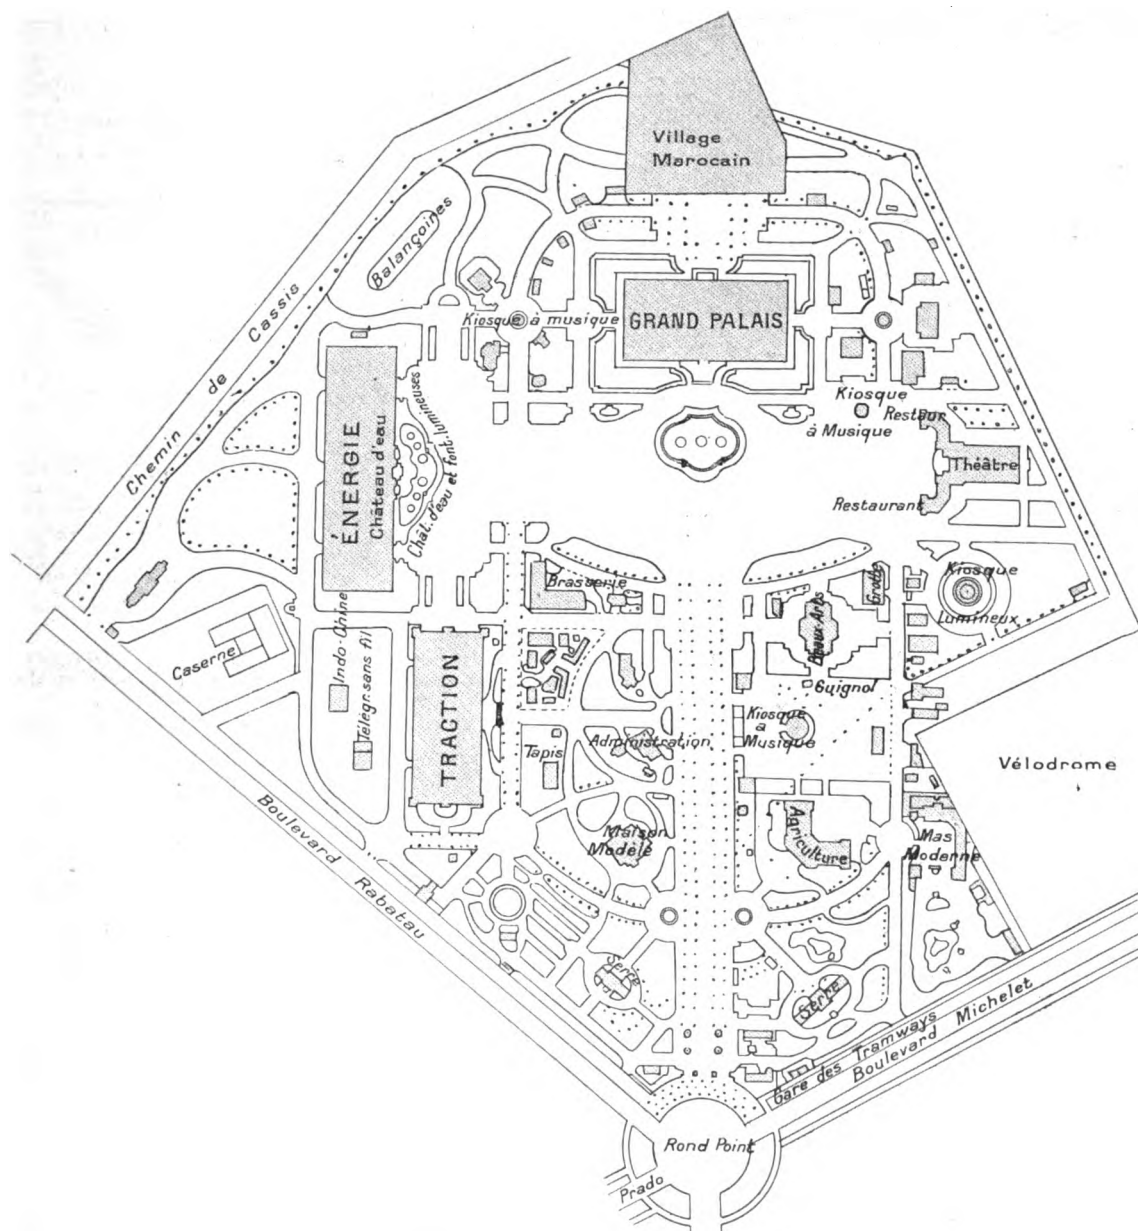 Village
Marocain
Balançoires
Chemin de Cassis
Kiosque à musique
GRAND PALAIS
Kiosque
à Musique
Restaur
Théâtre
Restaurant
ÉNERGIE
Château d'eau
Chât. d'eau et font. lumineuses
Brasserie
Grotte
Kiosque
Lumineux
Beaux-Arts
Caserne
Indo-Chine
Télégr. sans fil
TRACTION
Guignol
Kiosque
à
Musique
Administration
Tapis
Vélodrome
Boulevard Rabatau
Maison
Modèle
Agriculture
Mas
Moderne
Serre
Serre
Gare des Tramways
Boulevard Michelet
Rond Point
Prado